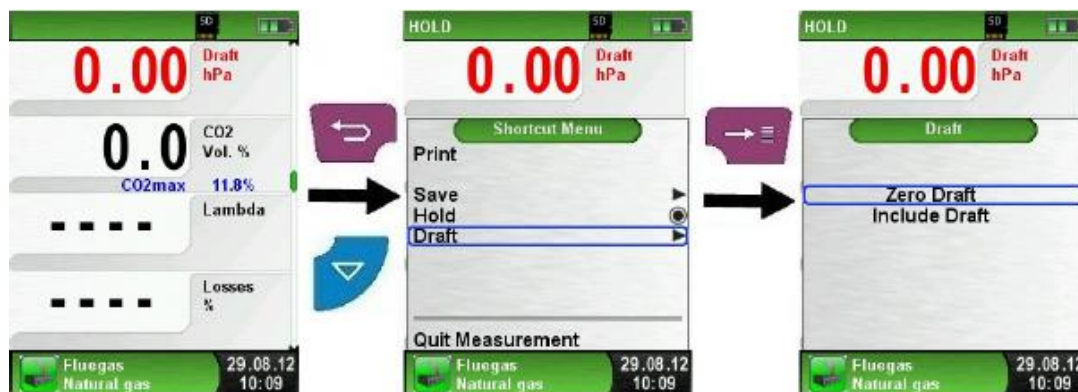 SD
0.00 Draft
hPa
0.0 CO2
Vol. %
CO2max 11.8%
---- Lambda
---- Losses
%
Fluegas 29.08.12
Natural gas 10:09
HOLD SD
0.00 Draft
hPa
Shortcut Menu
Print
Save
Hold
Draft
Quit Measurement
Fluegas 29.08.12
Natural gas 10:09
HOLD SD
0.00 Draft
hPa
Draft
Zero Draft
Include Draft
Fluegas 29.08.12
Natural gas 10:09